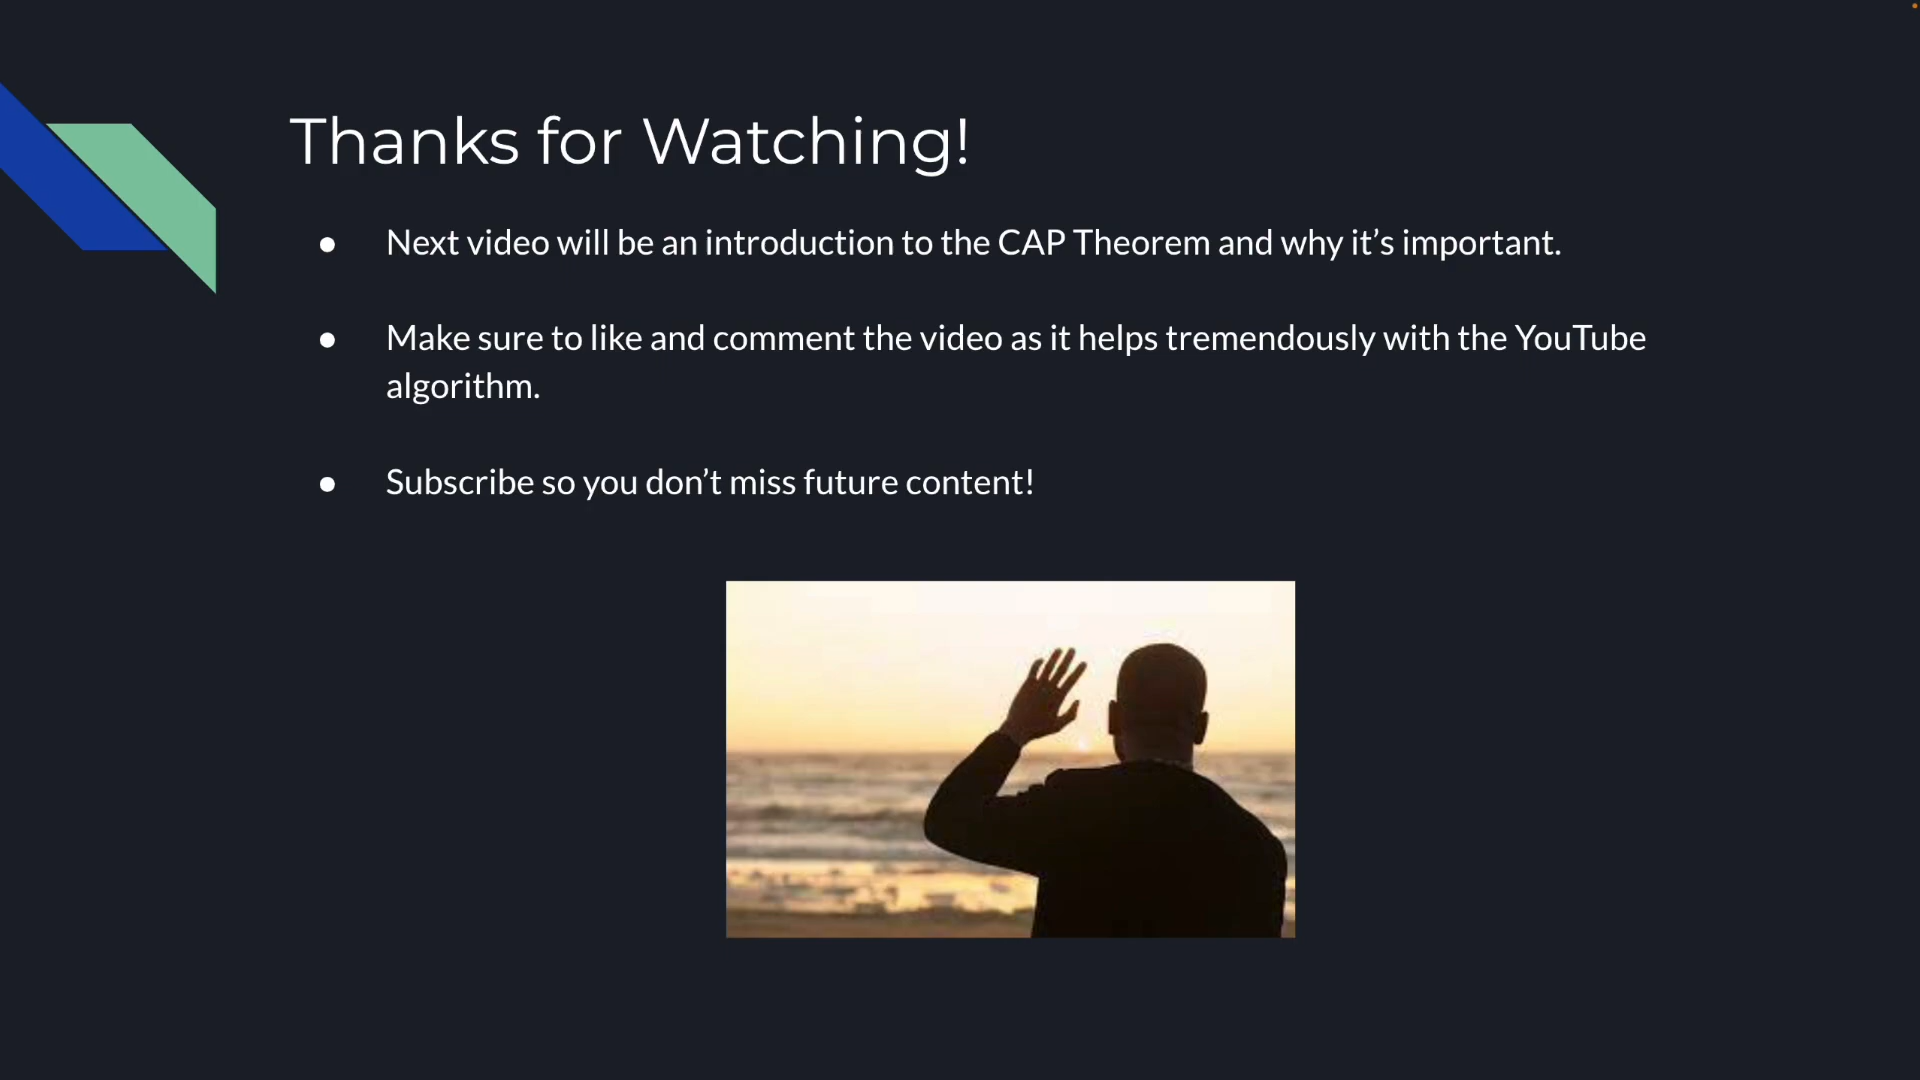 Thanks for Watching!
● Next video will be an introduction to the CAP Theorem and why it’s important.
● Make sure to like and comment the video as it helps tremendously with the YouTube
algorithm.
● Subscribe so you don’t miss future content!